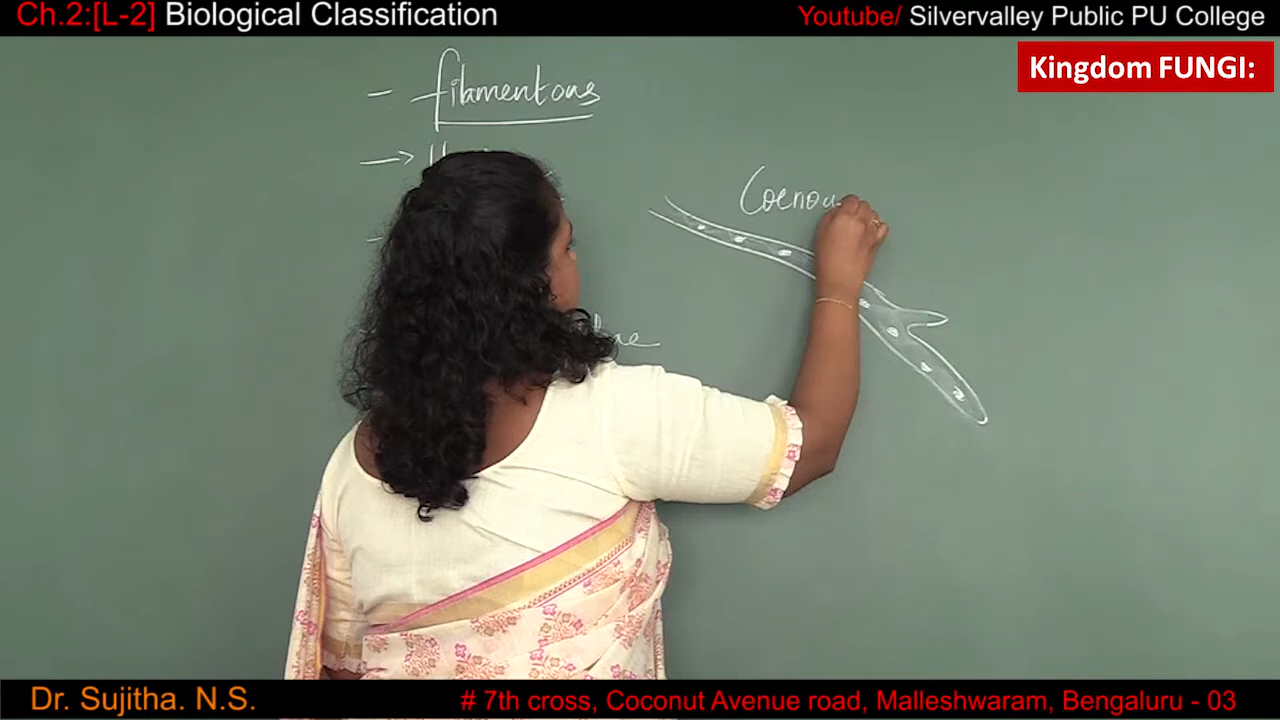 Ch.2:[L-2] Biological Classification
Youtube/ Silvervalley Public PU College
Kingdom FUNGI:
- filamentous
Coenou
Dr. Sujitha. N.S.
# 7th cross, Coconut Avenue road, Malleshwaram, Bengaluru - 03